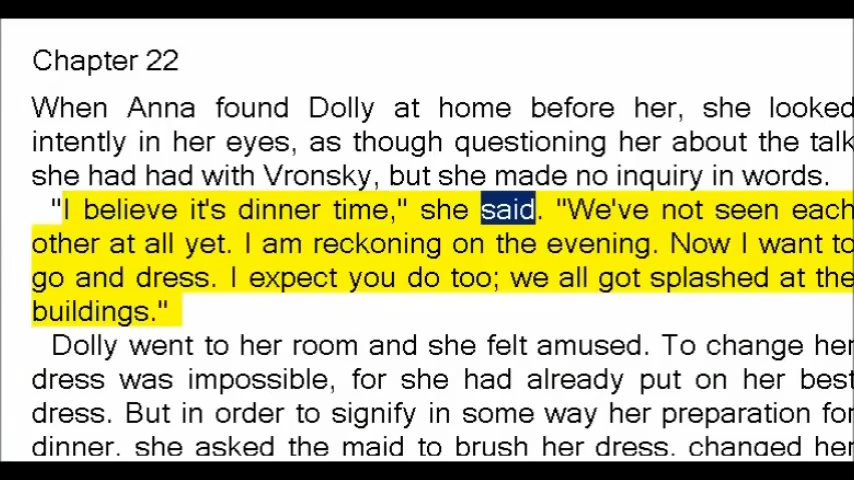 Chapter 22
When Anna found Dolly at home before her, she looked
intently in her eyes, as though questioning her about the talk
she had had with Vronsky, but she made no inquiry in words.
"I believe it's dinner time," she said. "We've not seen each
other at all yet. I am reckoning on the evening. Now I want to
go and dress. I expect you do too; we all got splashed at the
buildings."
Dolly went to her room and she felt amused. To change her
dress was impossible, for she had already put on her best
dress. But in order to signify in some way her preparation for
dinner, she asked the maid to brush her dress, changed her